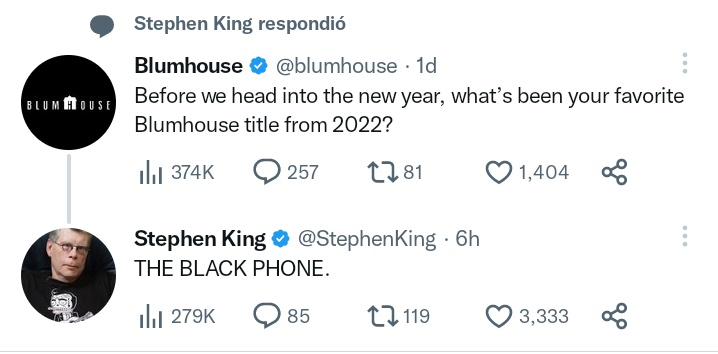 Stephen King respondió
Blumhouse @blumhouse · 1d
Before we head into the new year, what's been your favorite
Blumhouse title from 2022?
BLUMHOUSE
374K 257 81 1,404
Stephen King @StephenKing · 6h
THE BLACK PHONE.
279K 85 119 3,333